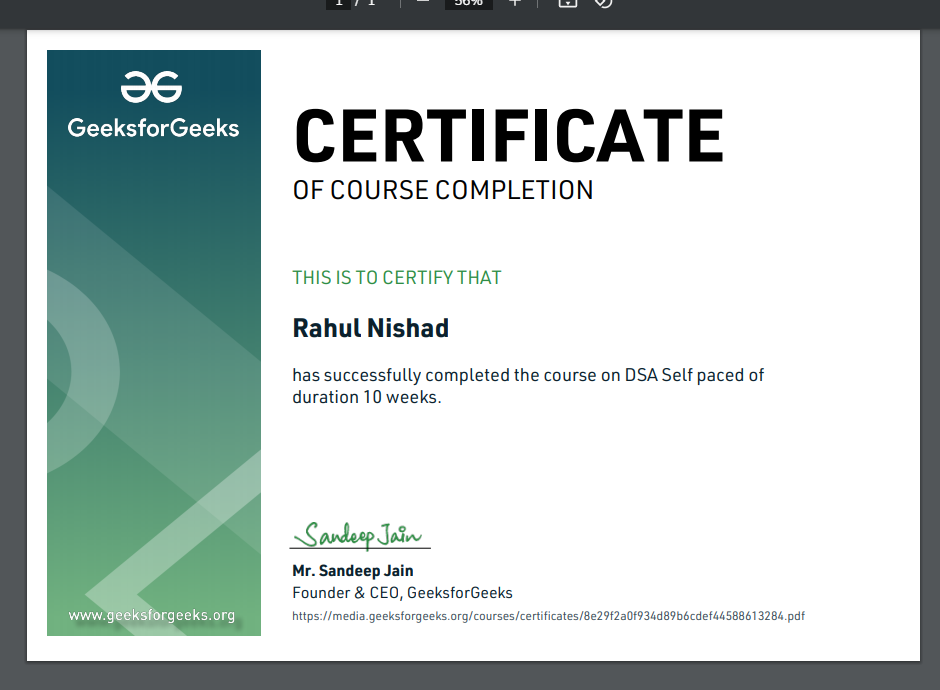 1 / 1
56%
GeeksforGeeks
CERTIFICATE
OF COURSE COMPLETION
THIS IS TO CERTIFY THAT
Rahul Nishad
has successfully completed the course on DSA Self paced of
duration 10 weeks.
Sandeep Jain
Mr. Sandeep Jain
Founder & CEO, GeeksforGeeks
https://media.geeksforgeeks.org/courses/certificates/8e29f2a0f934d89b6cdef44588613284.pdf
www.geeksforgeeks.org